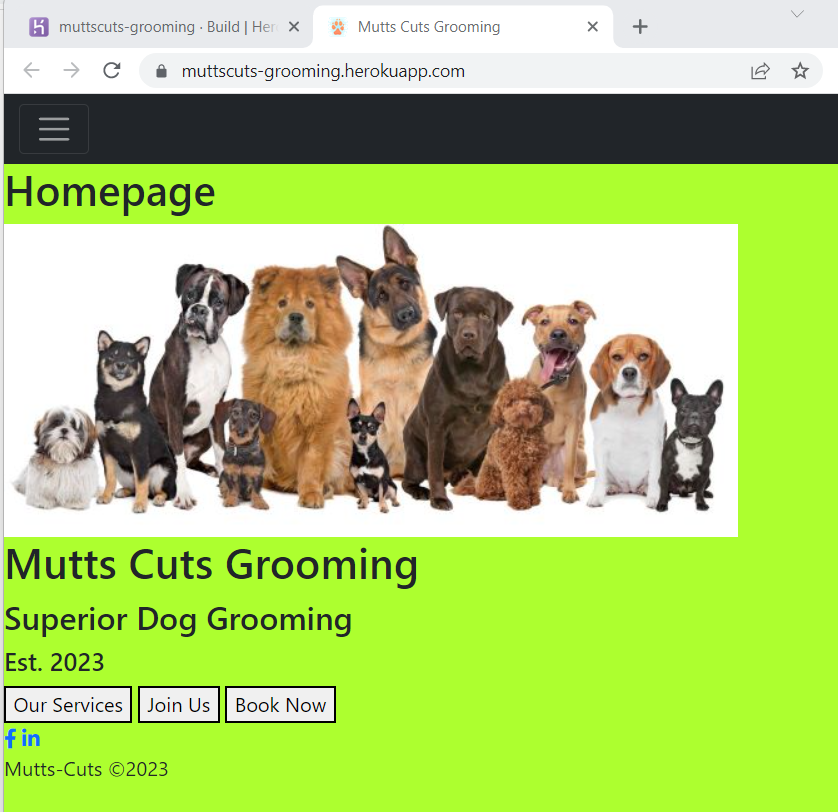 muttscuts-grooming · Build | Her
Mutts Cuts Grooming
muttscuts-grooming.herokuapp.com
Homepage
Mutts Cuts Grooming
Superior Dog Grooming
Est. 2023
Our Services Join Us Book Now
Mutts-Cuts ©2023